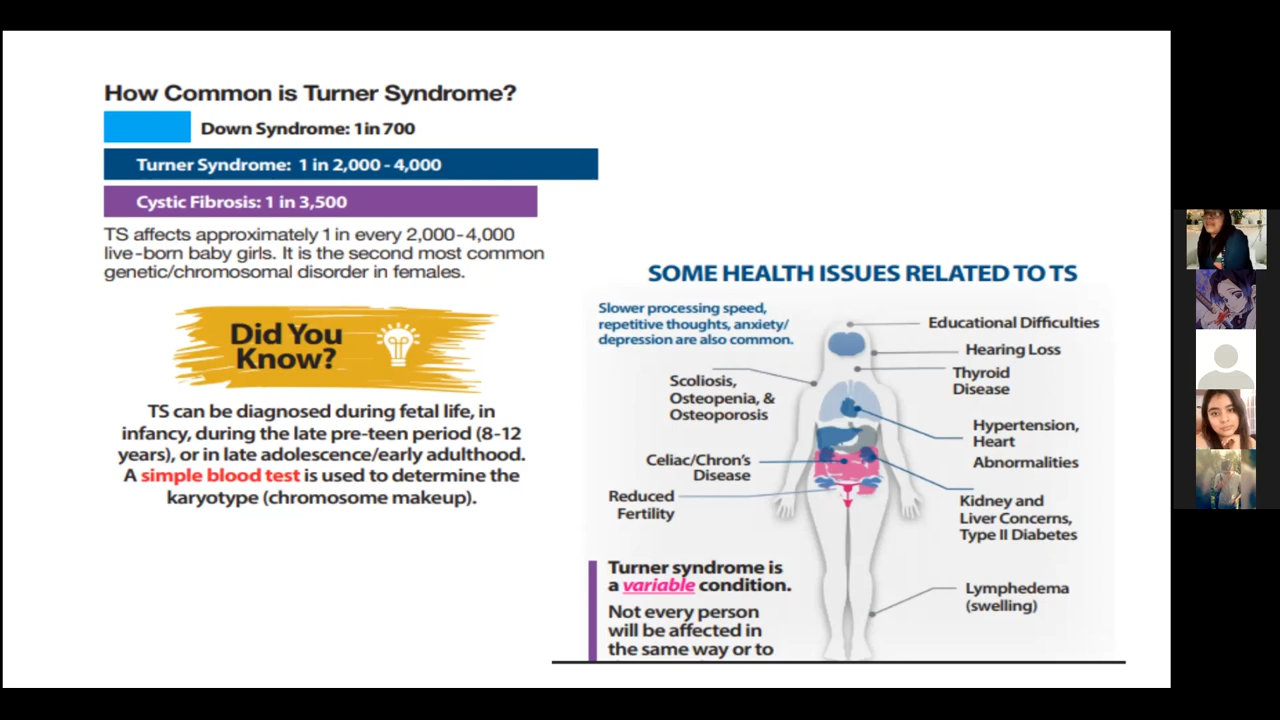 How Common is Turner Syndrome?
Down Syndrome: 1 in 700
Turner Syndrome: 1 in 2,000 - 4,000
Cystic Fibrosis: 1 in 3,500
TS affects approximately 1 in every 2,000-4,000
live-born baby girls. It is the second most common
genetic/chromosomal disorder in females.
Did You
Know?
TS can be diagnosed during fetal life, in
infancy, during the late pre-teen period (8-12
years), or in late adolescence/early adulthood.
A simple blood test is used to determine the
karyotype (chromosome makeup).
SOME HEALTH ISSUES RELATED TO TS
Slower processing speed,
repetitive thoughts, anxiety/
depression are also common.
Scoliosis,
Osteopenia, &
Osteoporosis
Celiac/Chron's
Disease
Reduced
Fertility
Educational Difficulties
Hearing Loss
Thyroid
Disease
Hypertension,
Heart
Abnormalities
Kidney and
Liver Concerns,
Type II Diabetes
Lymphedema
(swelling)
Turner syndrome is
a variable condition.
Not every person
will be affected in
the same way or to